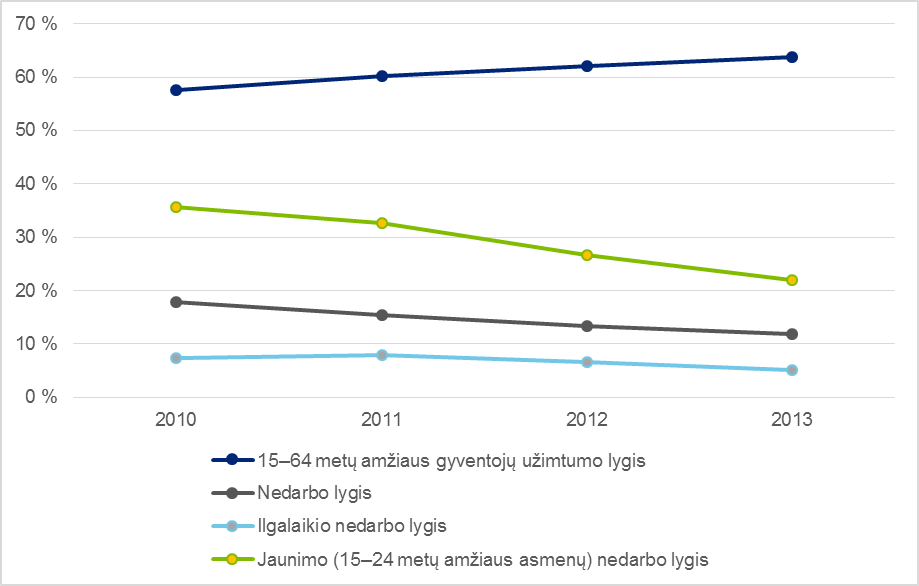 70 %
60 %
50 %
40 %
30 %
20 %
10 %
0 %
2010 2011 2012 2013
15–64 metų amžiaus gyventojų užimtumo lygis
Nedarbo lygis
Ilgalaikio nedarbo lygis
Jaunimo (15–24 metų amžiaus asmenų) nedarbo lygis